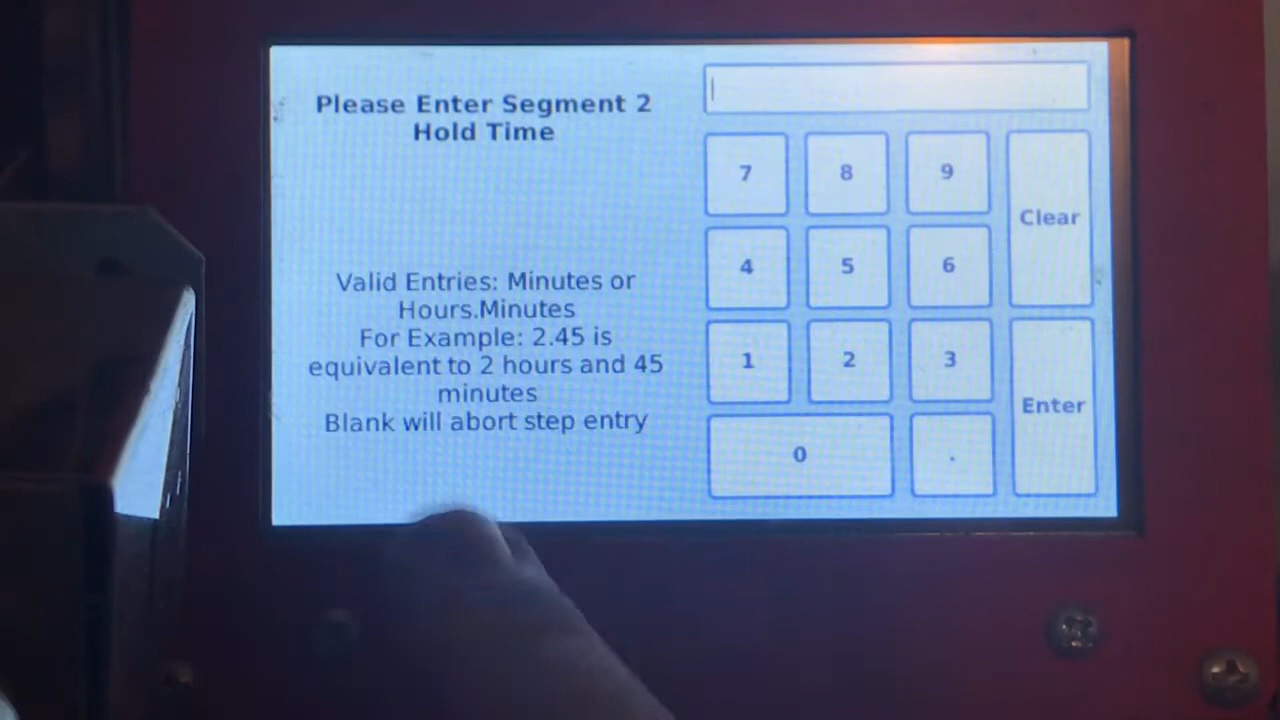 Please Enter Segment 2
Hold Time
Valid Entries: Minutes or
Hours.Minutes
For Example: 2.45 is
equivalent to 2 hours and 45
minutes
Blank will abort step entry
7 8 9
Clear
4 5 6
1 2 3
Enter
0 .